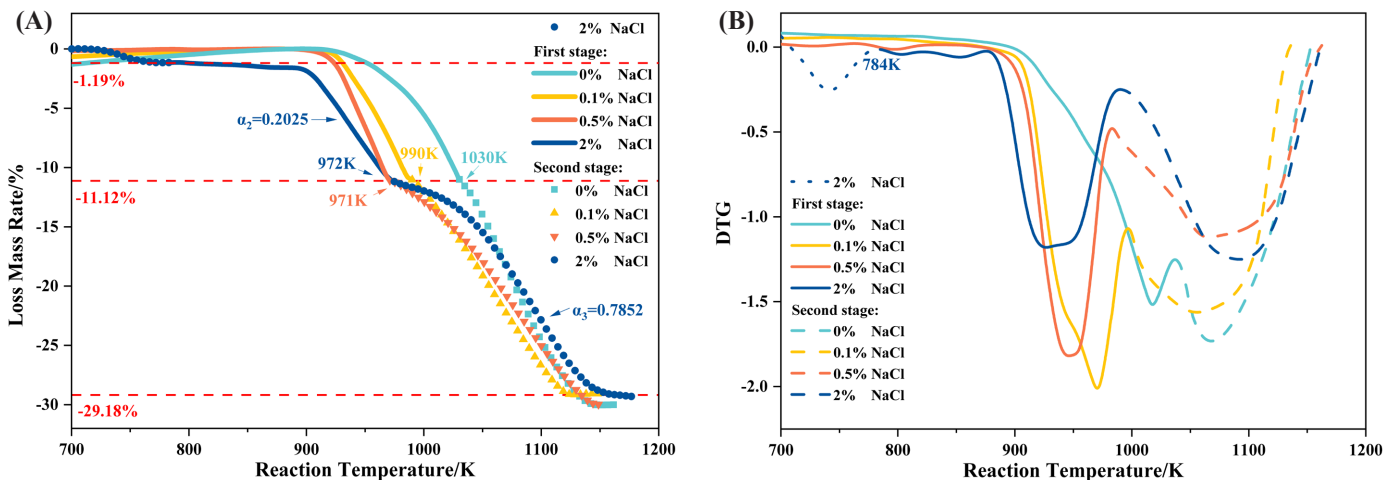 (A)
2% NaCl
First stage:
0% NaCl
0.1% NaCl
0.5% NaCl
2% NaCl
Second stage:
0% NaCl
0.1% NaCl
0.5% NaCl
2% NaCl
-1.19%
α2=0.2025
972K
990K
1030K
971K
-11.12%
α3=0.7852
-29.18%
0
-5
-10
-15
-20
-25
-30
Loss Mass Rate/%
700 800 900 1000 1100 1200
Reaction Temperature/K
(B)
784K
2% NaCl
First stage:
0% NaCl
0.1% NaCl
0.5% NaCl
2% NaCl
Second stage:
0% NaCl
0.1% NaCl
0.5% NaCl
2% NaCl
0.0
-0.5
-1.0
-1.5
-2.0
DTG
700 800 900 1000 1100 1200
Reaction Temperature/K